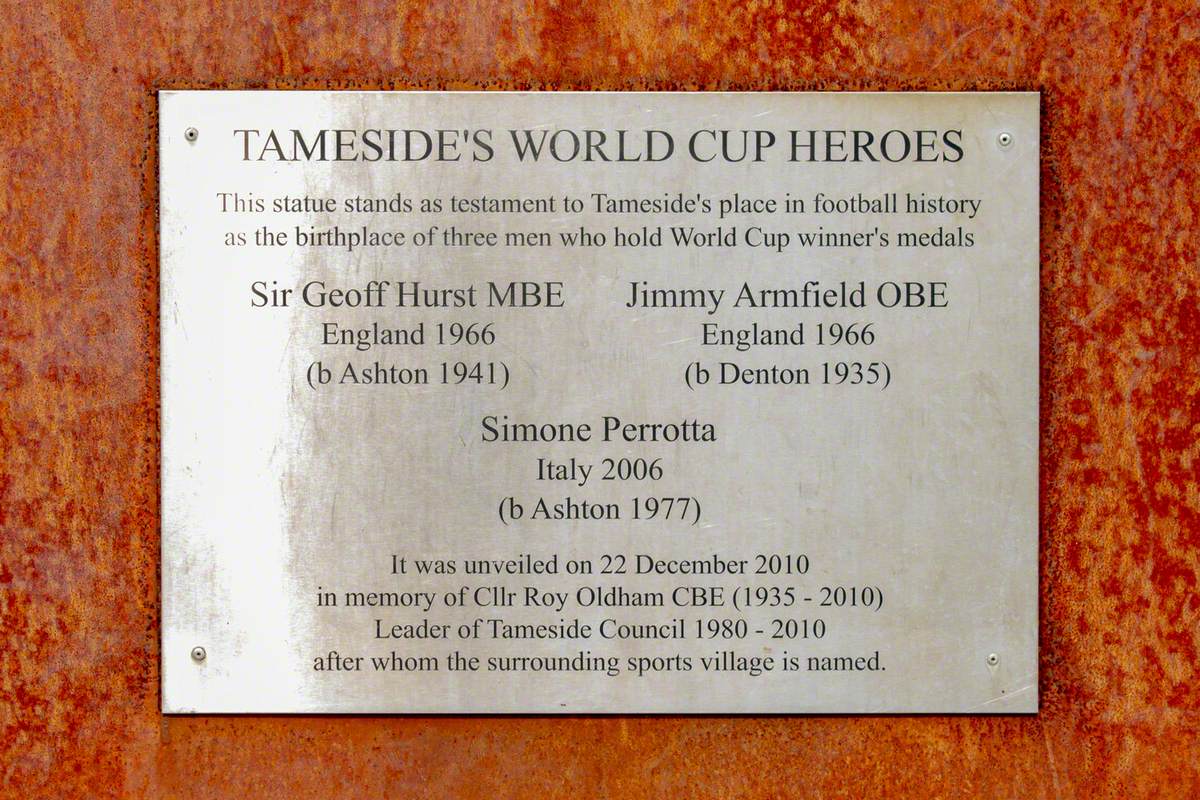 TAMESIDE'S WORLD CUP HEROES
This statue stands as testament to Tameside's place in football history
as the birthplace of three men who hold World Cup winner's medals
Sir Geoff Hurst MBE Jimmy Armfield OBE
England 1966 England 1966
(b Ashton 1941) (b Denton 1935)
Simone Perrotta
Italy 2006
(b Ashton 1977)
It was unveiled on 22 December 2010
in memory of Cllr Roy Oldham CBE (1935 - 2010)
Leader of Tameside Council 1980 - 2010
after whom the surrounding sports village is named.